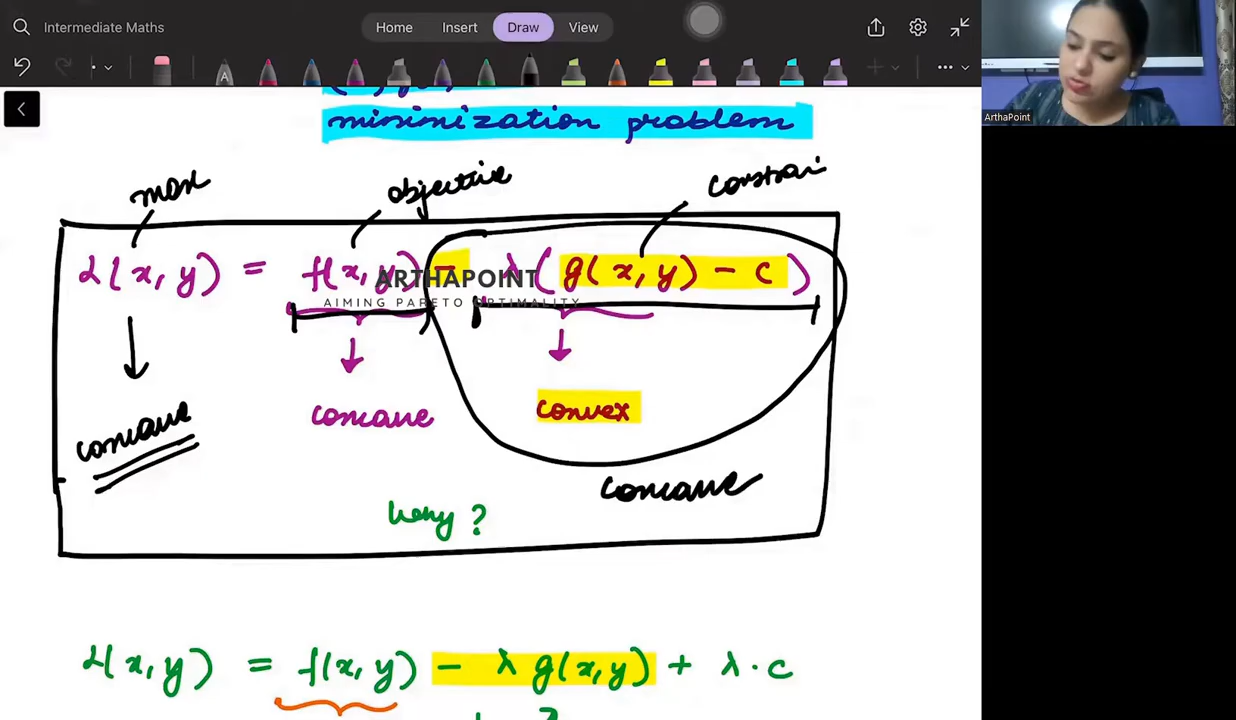 Intermediate Maths
Home Insert Draw View
minimization problem
ArthaPoint
max objective constrai
L(x, y) = f(x, y) - λ(g(x, y) - c)
ARTHAPOINT
AIMING PARETO OPTIMALITY
concave concave convex
concave
Why?
L(x, y) = f(x, y) - λ g(x, y) + λ · c